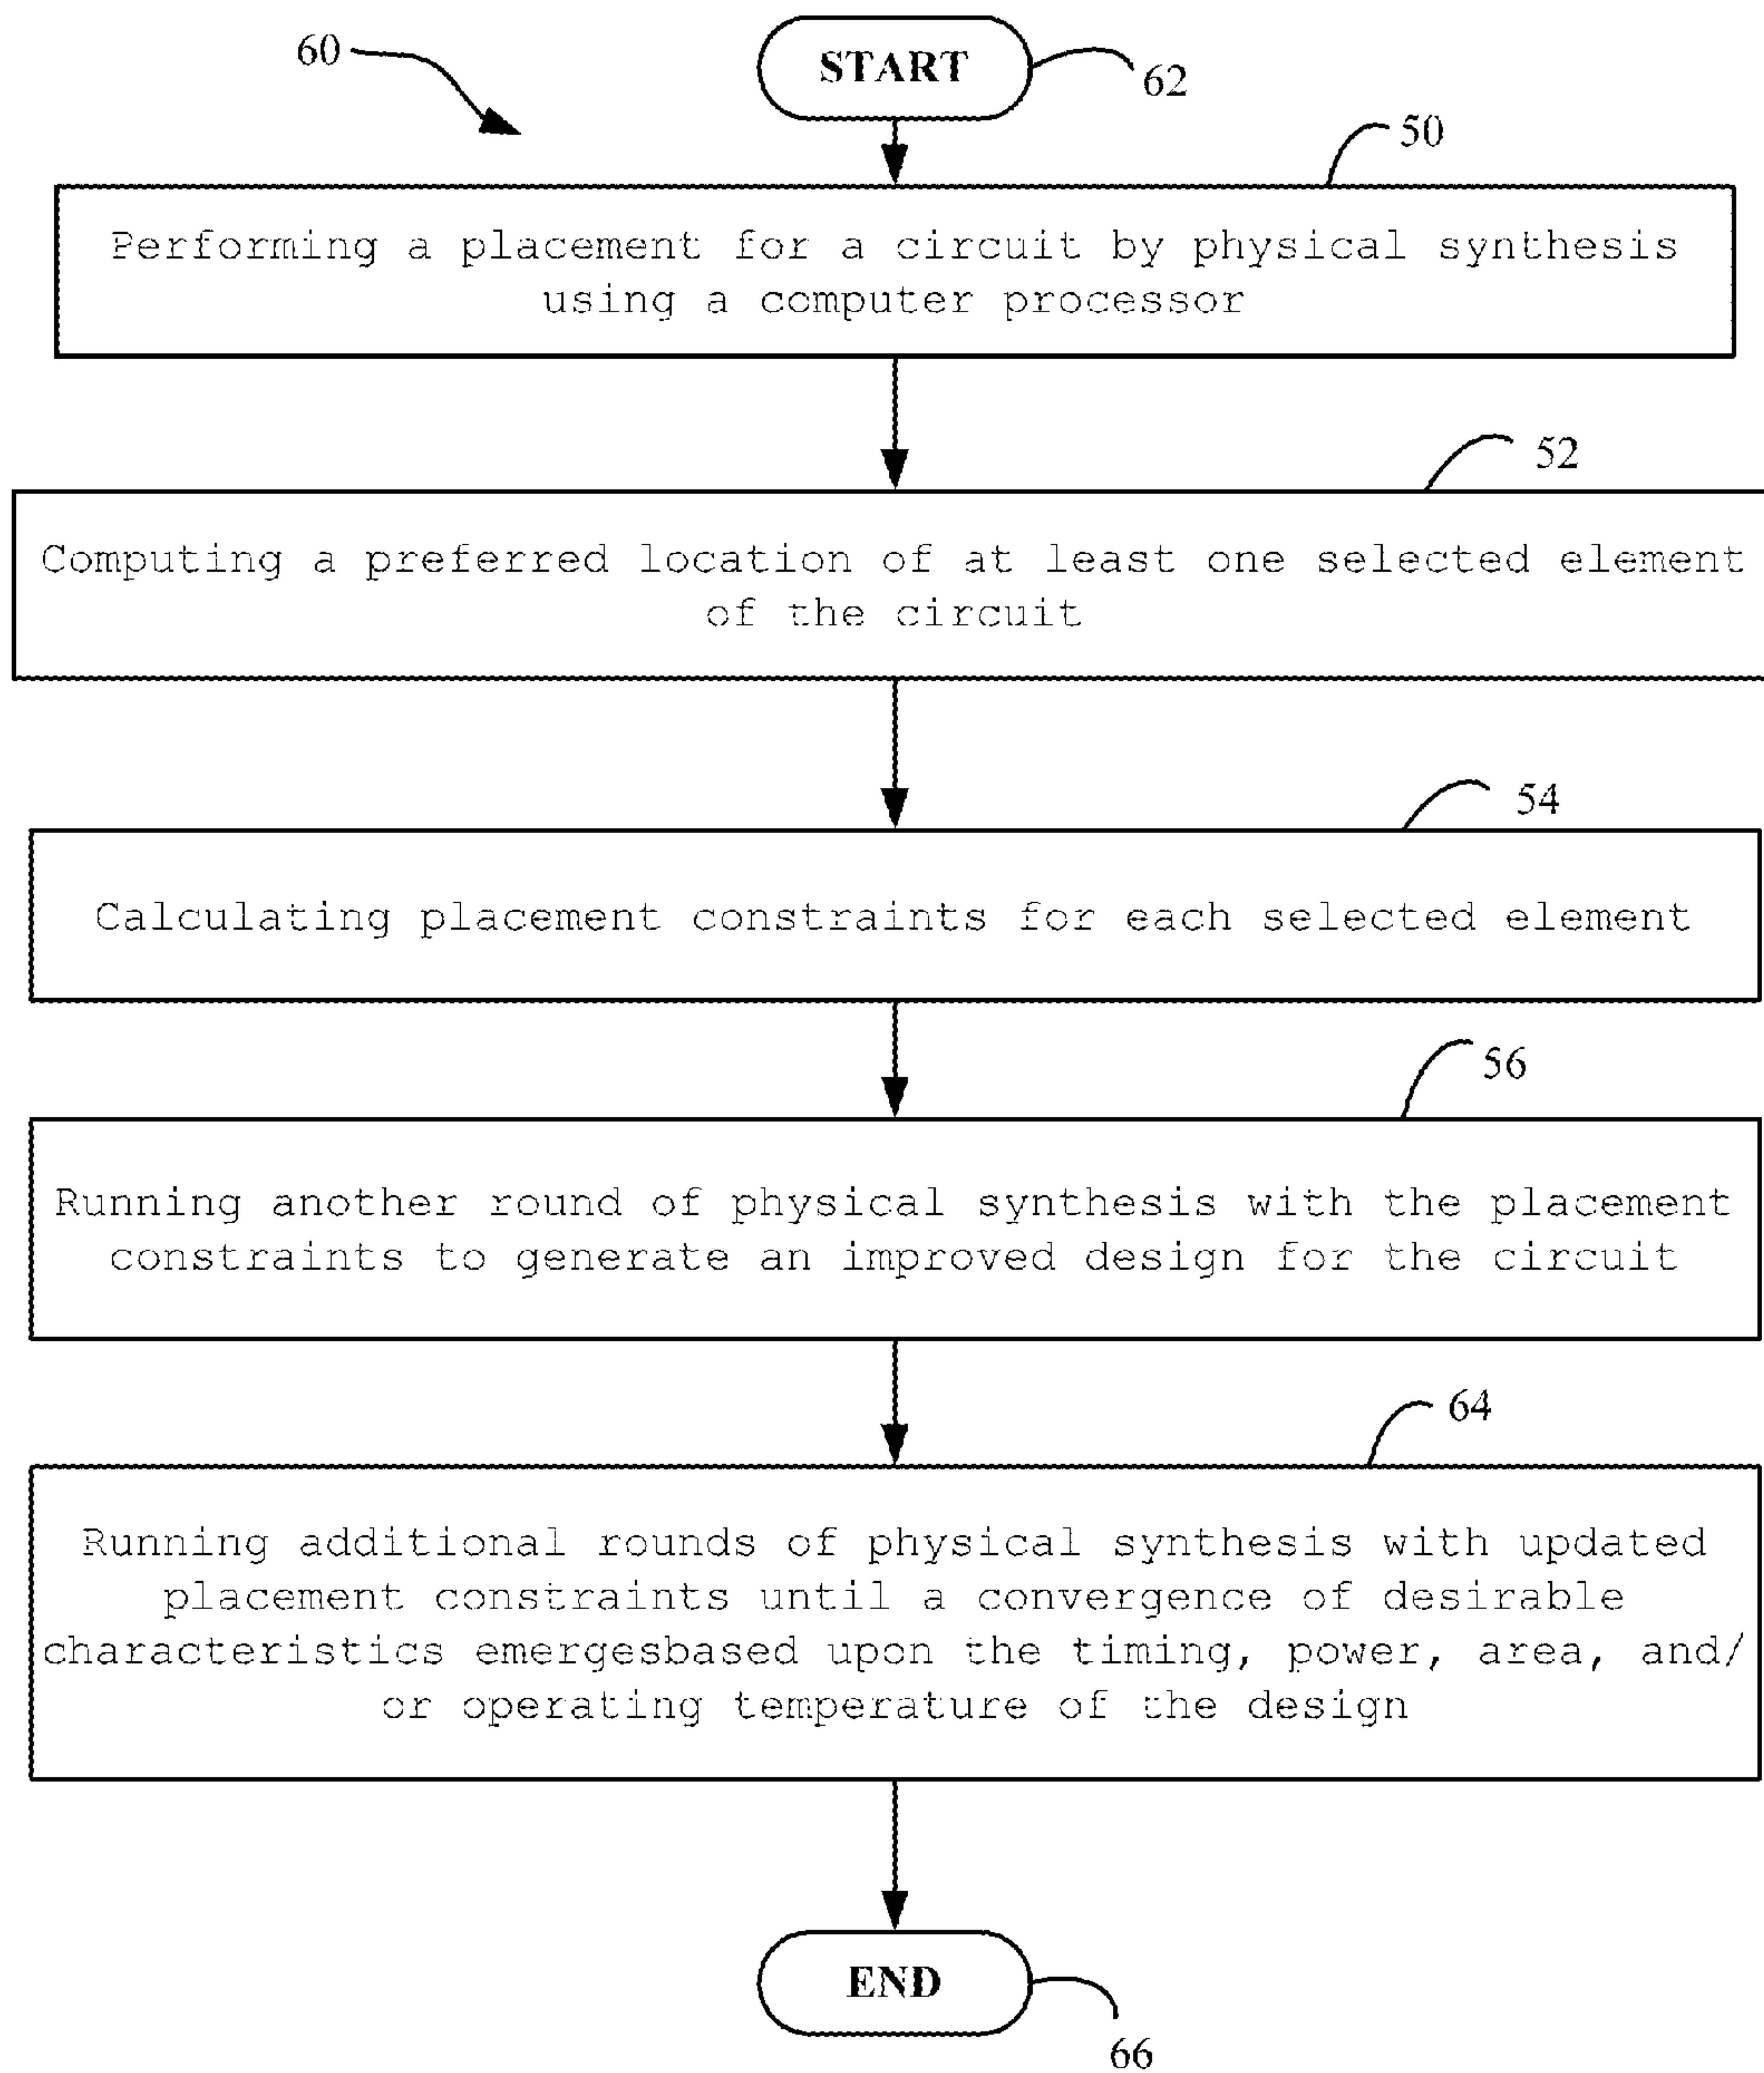 60
START
62
50
Performing a placement for a circuit by physical synthesis
using a computer processor
52
Computing a preferred location of at least one selected element
of the circuit
54
Calculating placement constraints for each selected element
56
Running another round of physical synthesis with the placement
constraints to generate an improved design for the circuit
64
Running additional rounds of physical synthesis with updated
placement constraints until a convergence of desirable
characteristics emergesbased upon the timing, power, area, and/
or operating temperature of the design
END
66